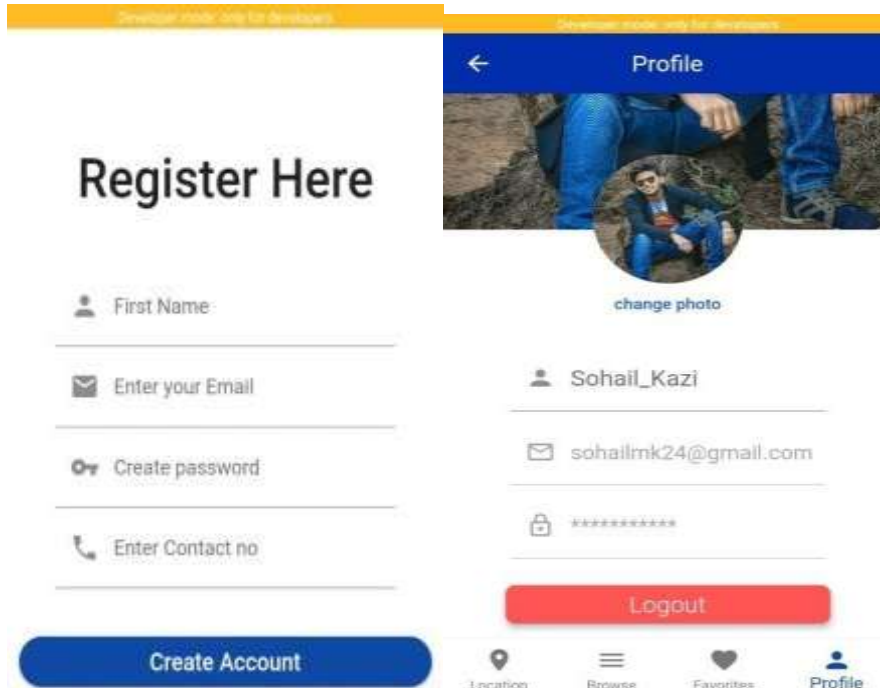 Developer mode: only for developers
Register Here
First Name
Enter your Email
Create password
Enter Contact no
Create Account
Developer mode: only for developers
Profile
change photo
Sohail_Kazi
sohailmk24@gmail.com
***********
Logout
Location
Browse
Favorites
Profile